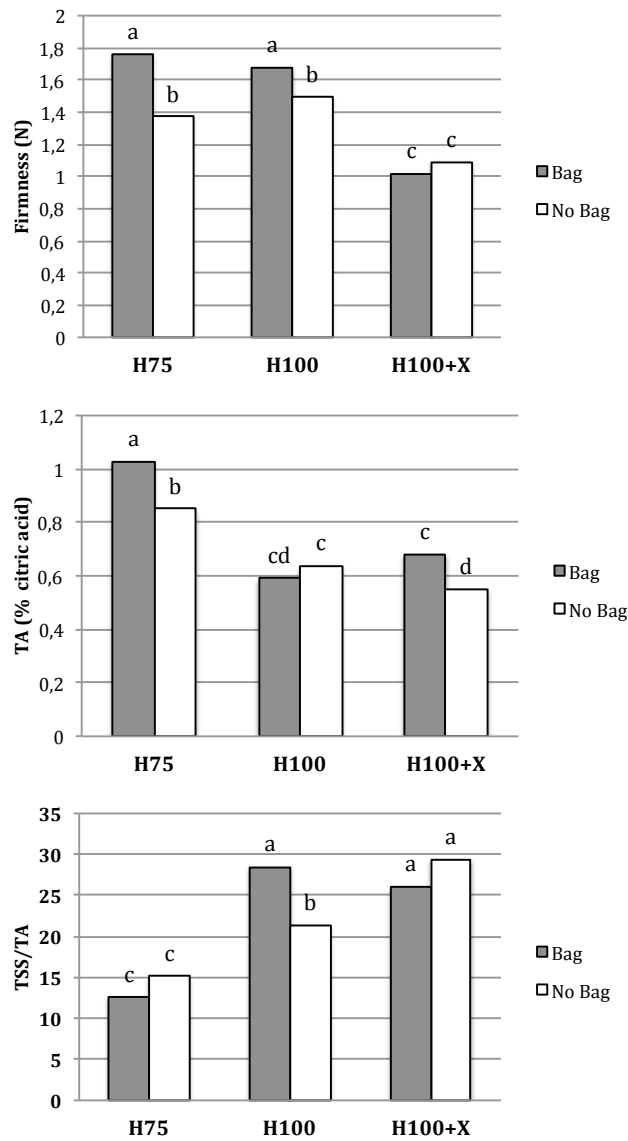 2
1,8
1,6
1,4
1,2
1
0,8
0,6
0,4
0,2
0
Firmness (N)
a
b
a
b
c
c
H75
H100
H100+X
Bag
No Bag
1,2
1
0,8
0,6
0,4
0,2
0
TA (% citric acid)
a
b
cd
c
c
d
H75
H100
H100+X
Bag
No Bag
35
30
25
20
15
10
5
0
TSS/TA
c
c
a
b
a
a
H75
H100
H100+X
Bag
No Bag